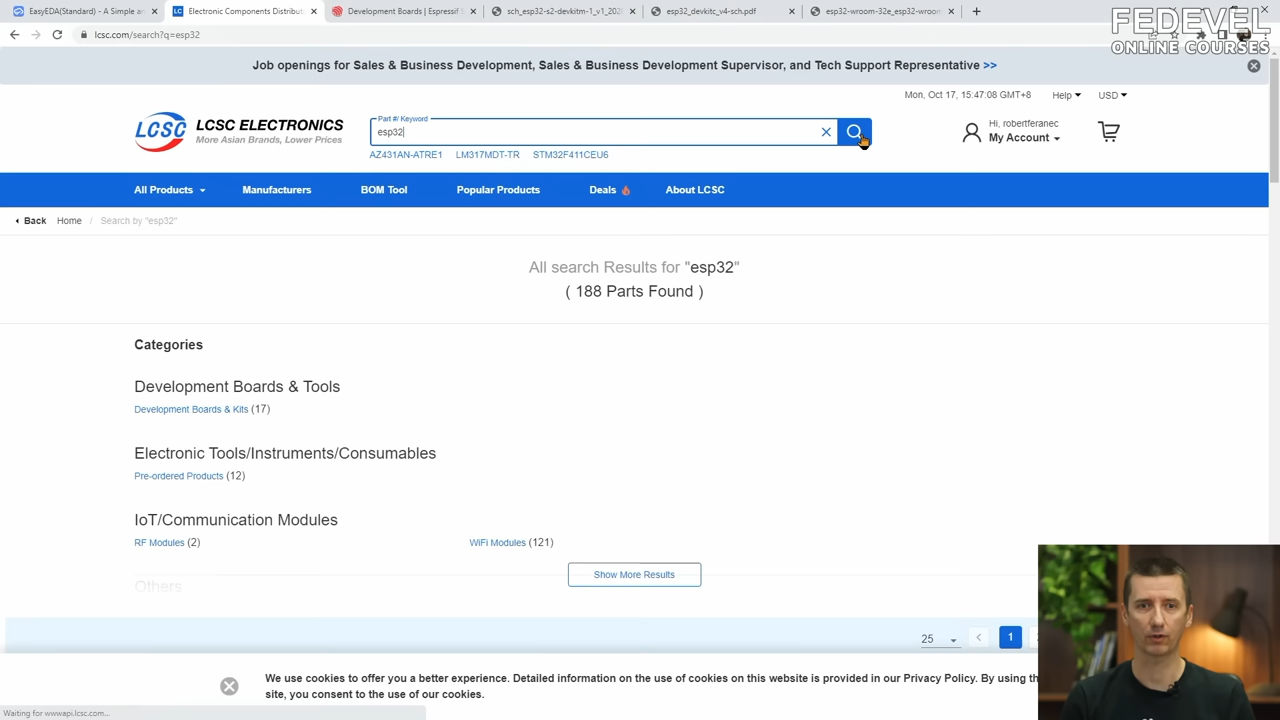 EasyEDA(Standard) - A Simple an
Electronic Components Distribut
Development Boards | Espressif S
sch_esp32-s2-devkitm-1_v1_202
esp32_devkitc_v4-sch.pdf
esp32-wroom-32e_esp32-wroo
FEDEVEL
ONLINE COURSES
lcsc.com/search?q=esp32
Job openings for Sales & Business Development, Sales & Business Development Supervisor, and Tech Support Representative >>
Mon, Oct 17, 15:47:08 GMT+8
Help
USD
LCSC
LCSC ELECTRONICS
More Asian Brands, Lower Prices
Part #/ Keyword
esp32
Hi, robertferanec
My Account
AZ431AN-ATRE1 LM317MDT-TR STM32F411CEU6
All Products
Manufacturers
BOM Tool
Popular Products
Deals
About LCSC
Back Home / Search by "esp32"
All search Results for "esp32"
( 188 Parts Found )
Categories
Development Boards & Tools
Development Boards & Kits (17)
Electronic Tools/Instruments/Consumables
Pre-ordered Products (12)
IoT/Communication Modules
RF Modules (2)
WiFi Modules (121)
Show More Results
Others
25
1
We use cookies to offer you a better experience. Detailed information on the use of cookies on this website is provided in our Privacy Policy. By using th
site, you consent to the use of our cookies.
Waiting for wwwapi.lcsc.com...